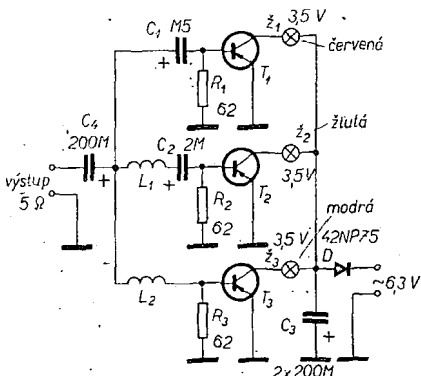 C₁ M5
ž₁ 3,5 V
červená
R₁
62
T₁
C₄
200M
C₂ 2M
ž₂
žlutá
3,5V
L₁
výstup
5 Ω
R₂
62
T₂
modrá
3,5 V
42NP75
ž₃
D
L₂
T₃
~6,3 V
R₃
62
C₃
2x200M